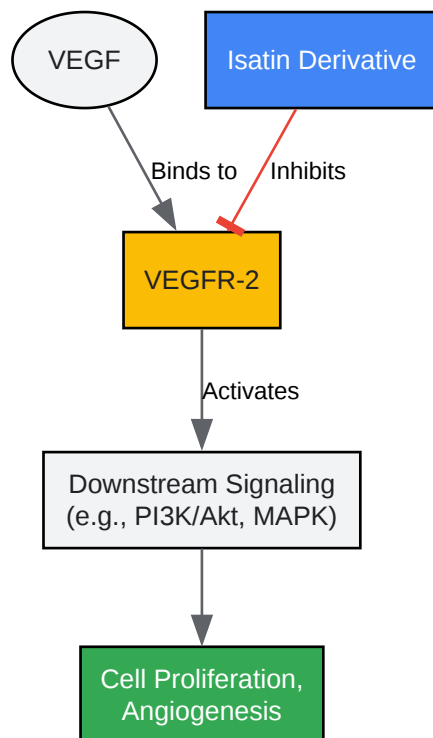 VEGF
Isatin Derivative
Binds to
Inhibits
VEGFR-2
Activates
Downstream Signaling
(e.g., PI3K/Akt, MAPK)
Cell Proliferation,
Angiogenesis